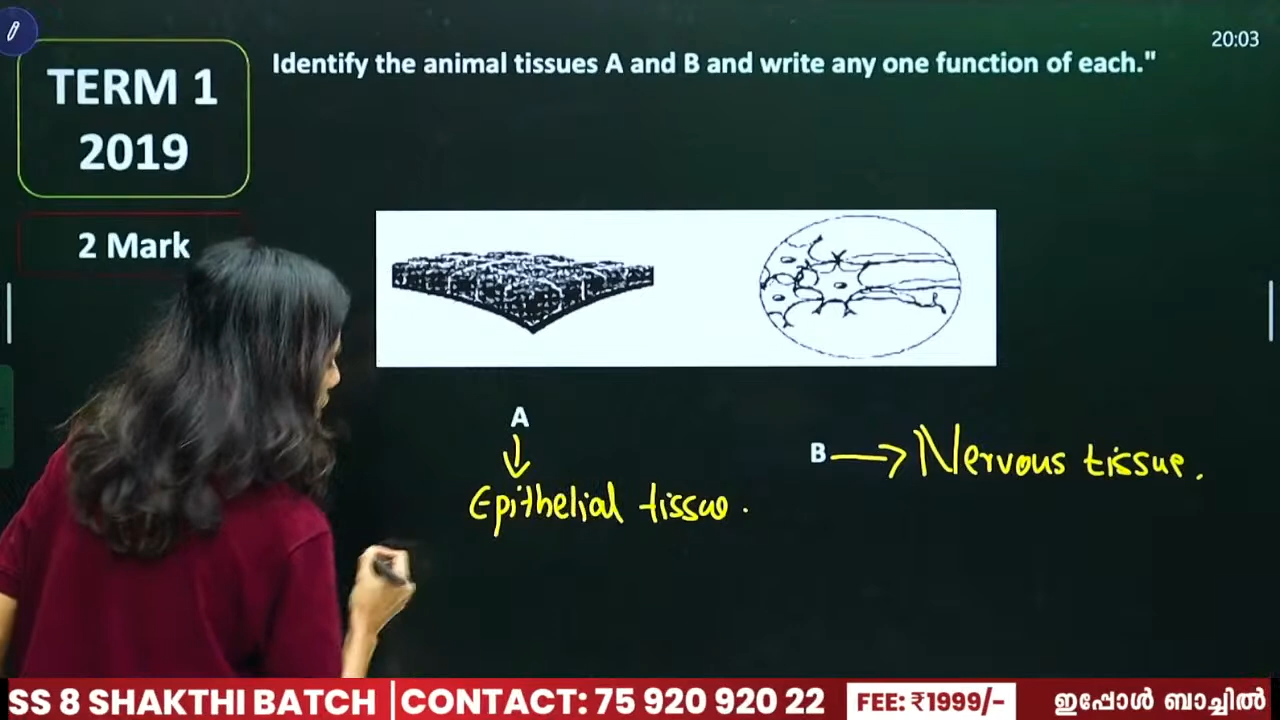 20:03
TERM 1
2019
Identify the animal tissues A and B and write any one function of each."
2 Mark
A
B → Nervous tissue.
↓
Epithelial tissue.
SS 8 SHAKTHI BATCH | CONTACT: 75 920 920 22 FEE: ₹1999/- ഇപ്പോൾ ബാച്ചിൽ